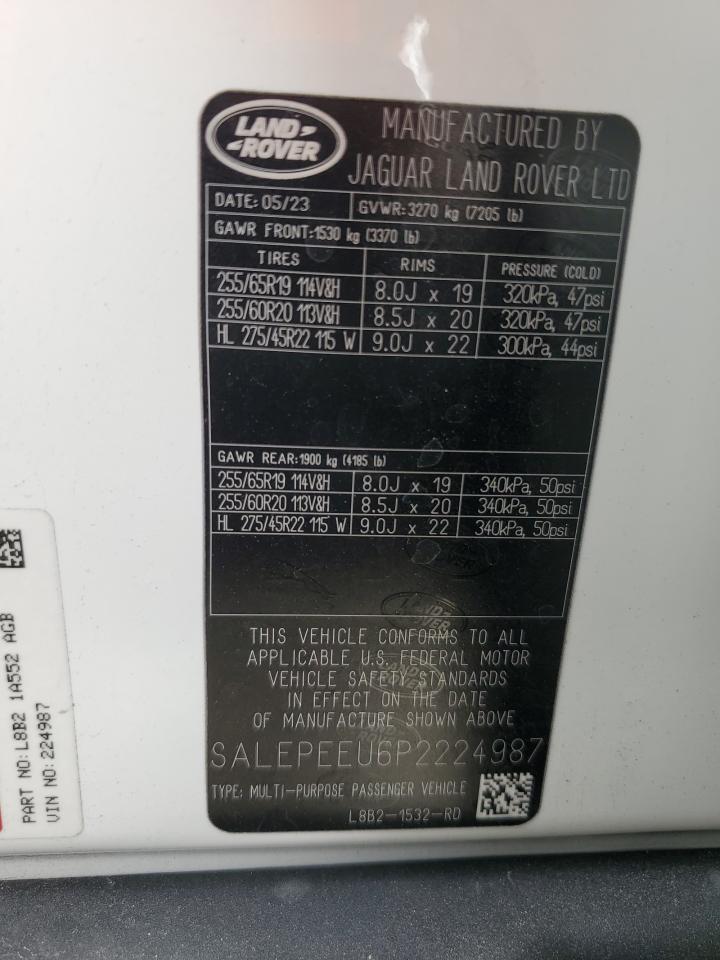 LAND-
-ROVER
MANUFACTURED BY
JAGUAR LAND ROVER LTD
DATE: 05/23 GVWR: 3270 kg (7205 lb)
GAWR FRONT: 1530 kg (3370 lb)
TIRES RIMS PRESSURE (COLD)
255/65R19 114V&H 8.0J x 19 320kPa, 47psi
255/60R20 113V&H 8.5J x 20 320kPa, 47psi
HL 275/45R22 115 W 9.0J x 22 300kPa, 44psi
GAWR REAR: 1900 kg (4185 lb)
255/65R19 114V&H 8.0J x 19 340kPa, 50psi
255/60R20 113V&H 8.5J x 20 340kPa, 50psi
HL 275/45R22 115 W 9.0J x 22 340kPa, 50psi
THIS VEHICLE CONFORMS TO ALL
APPLICABLE U.S. FEDERAL MOTOR
VEHICLE SAFETY STANDARDS
IN EFFECT ON THE DATE
OF MANUFACTURE SHOWN ABOVE
SALEPEEU6P2224987
TYPE: MULTI-PURPOSE PASSENGER VEHICLE
L8B2-1532-RD
PART NO: L8B2 1A552 AGB
VIN NO: 224987